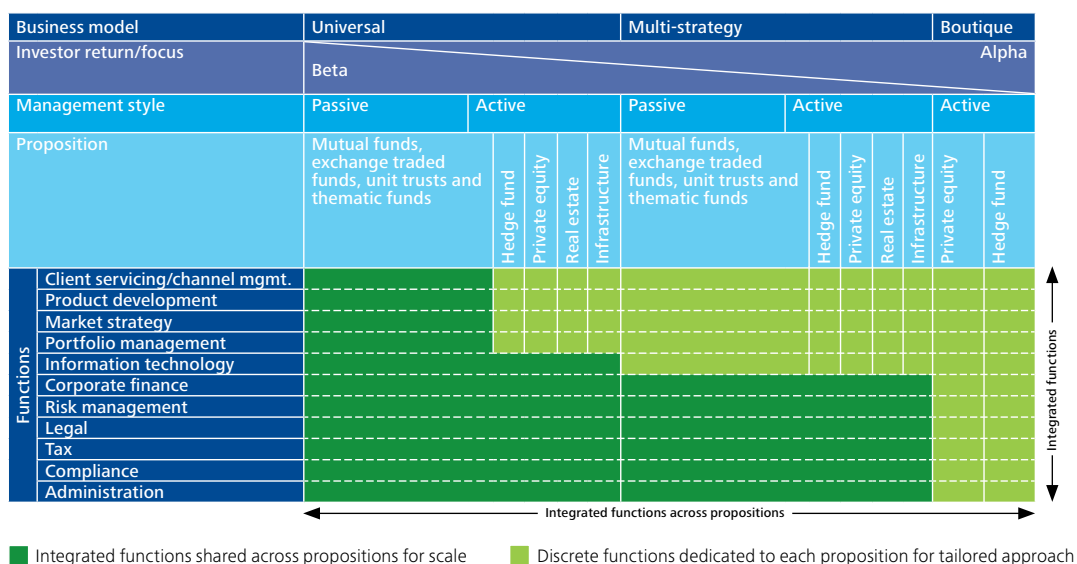 Business model
Universal
Multi-strategy
Boutique
Investor return/focus
Beta
Alpha
Management style
Passive
Active
Passive
Active
Active
Proposition
Mutual funds,
exchange traded
funds, unit trusts and
thematic funds
Hedge fund
Private equity
Real estate
Infrastructure
Mutual funds,
exchange traded
funds, unit trusts and
thematic funds
Hedge fund
Private equity
Real estate
Infrastructure
Private equity
Hedge fund
Functions
Client servicing/channel mgmt.
Product development
Market strategy
Portfolio management
Information technology
Corporate finance
Risk management
Legal
Tax
Compliance
Administration
Integrated functions
Integrated functions across propositions
Integrated functions shared across propositions for scale
Discrete functions dedicated to each proposition for tailored approach